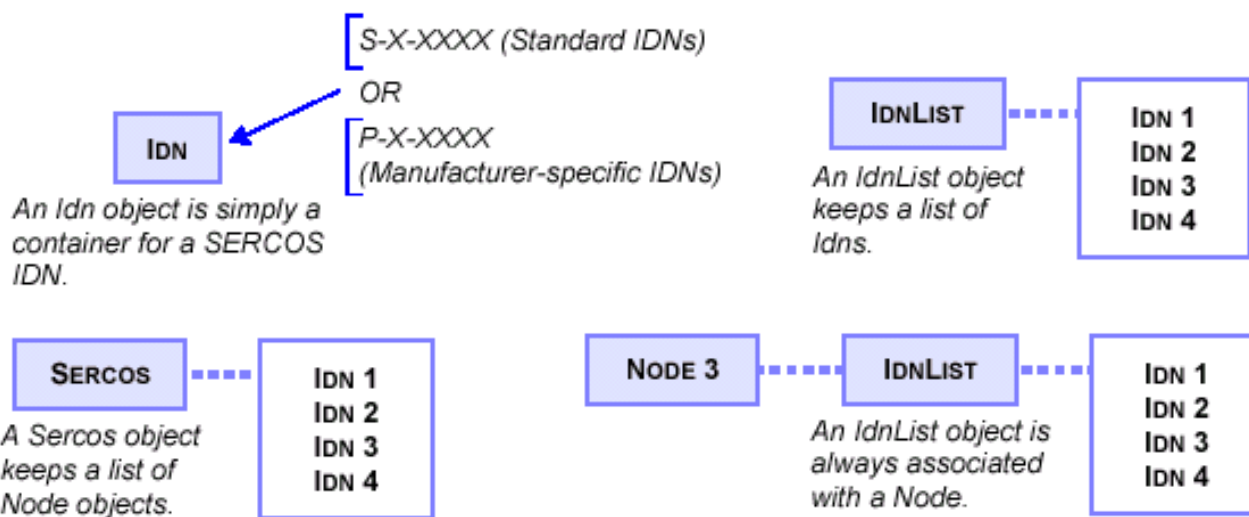 S-X-XXXX (Standard IDNs)
OR
P-X-XXXX
(Manufacturer-specific IDNs)
IDN
An Idn object is simply a
container for a SERCOS
IDN.
IDNLIST
An IdnList object
keeps a list of
Idns.
IDN 1
IDN 2
IDN 3
IDN 4
SERCOS
A Sercos object
keeps a list of
Node objects.
IDN 1
IDN 2
IDN 3
IDN 4
NODE 3
IDNLIST
An IdnList object is
always associated
with a Node.
IDN 1
IDN 2
IDN 3
IDN 4